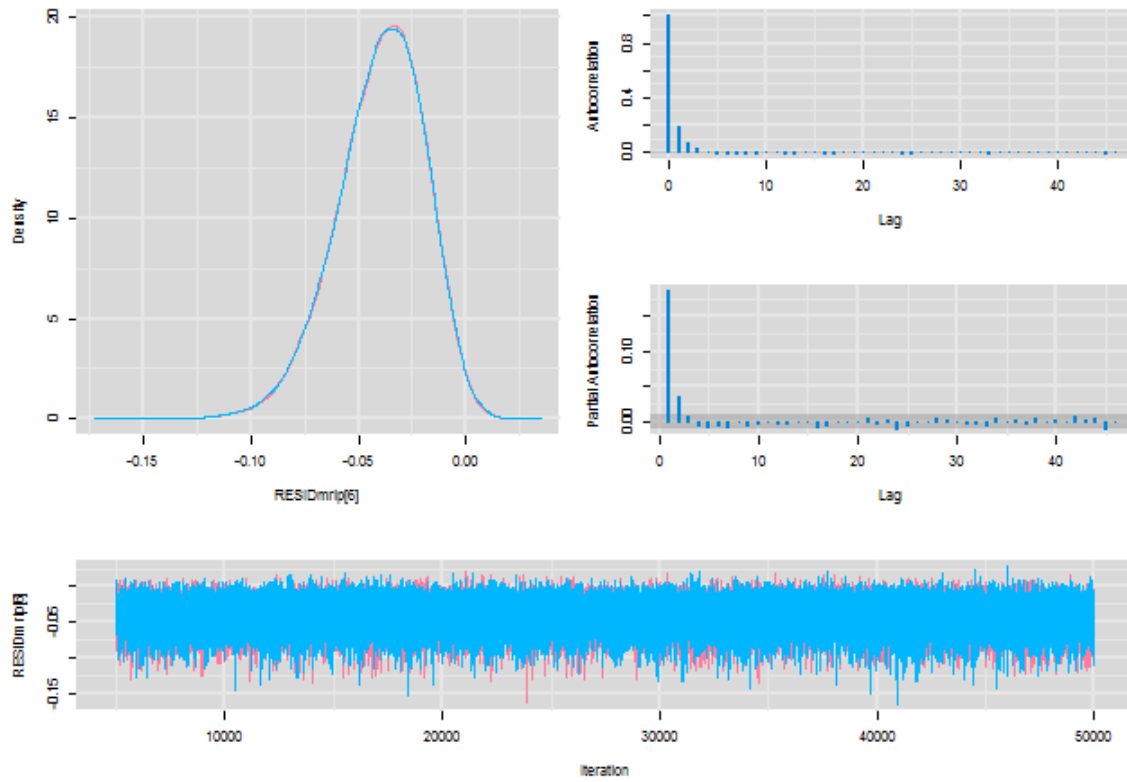 Density
20
15
10
5
0
-0.15 -0.10 -0.05 0.00
RESIDmrip[6]
Autocorrelation
0.8
0.4
0.0
0 10 20 30 40
Lag
Partial Autocorrelation
0.10
0.00
0 10 20 30 40
Lag
RESIDmrip[6]
-0.05
-0.15
10000 20000 30000 40000 50000
Iteration